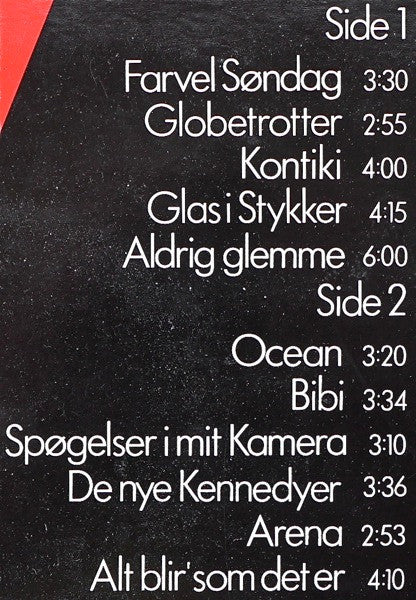 Side 1
Farvel Søndag 3:30
Globetrotter 2:55
Kontiki 4:00
Glas i Stykker 4:15
Aldrig glemme 6:00
Side 2
Ocean 3:20
Bibi 3:34
Spøgelser i mit Kamera 3:10
De nye Kennedyer 3:36
Arena 2:53
Alt blir' som det er 4:10